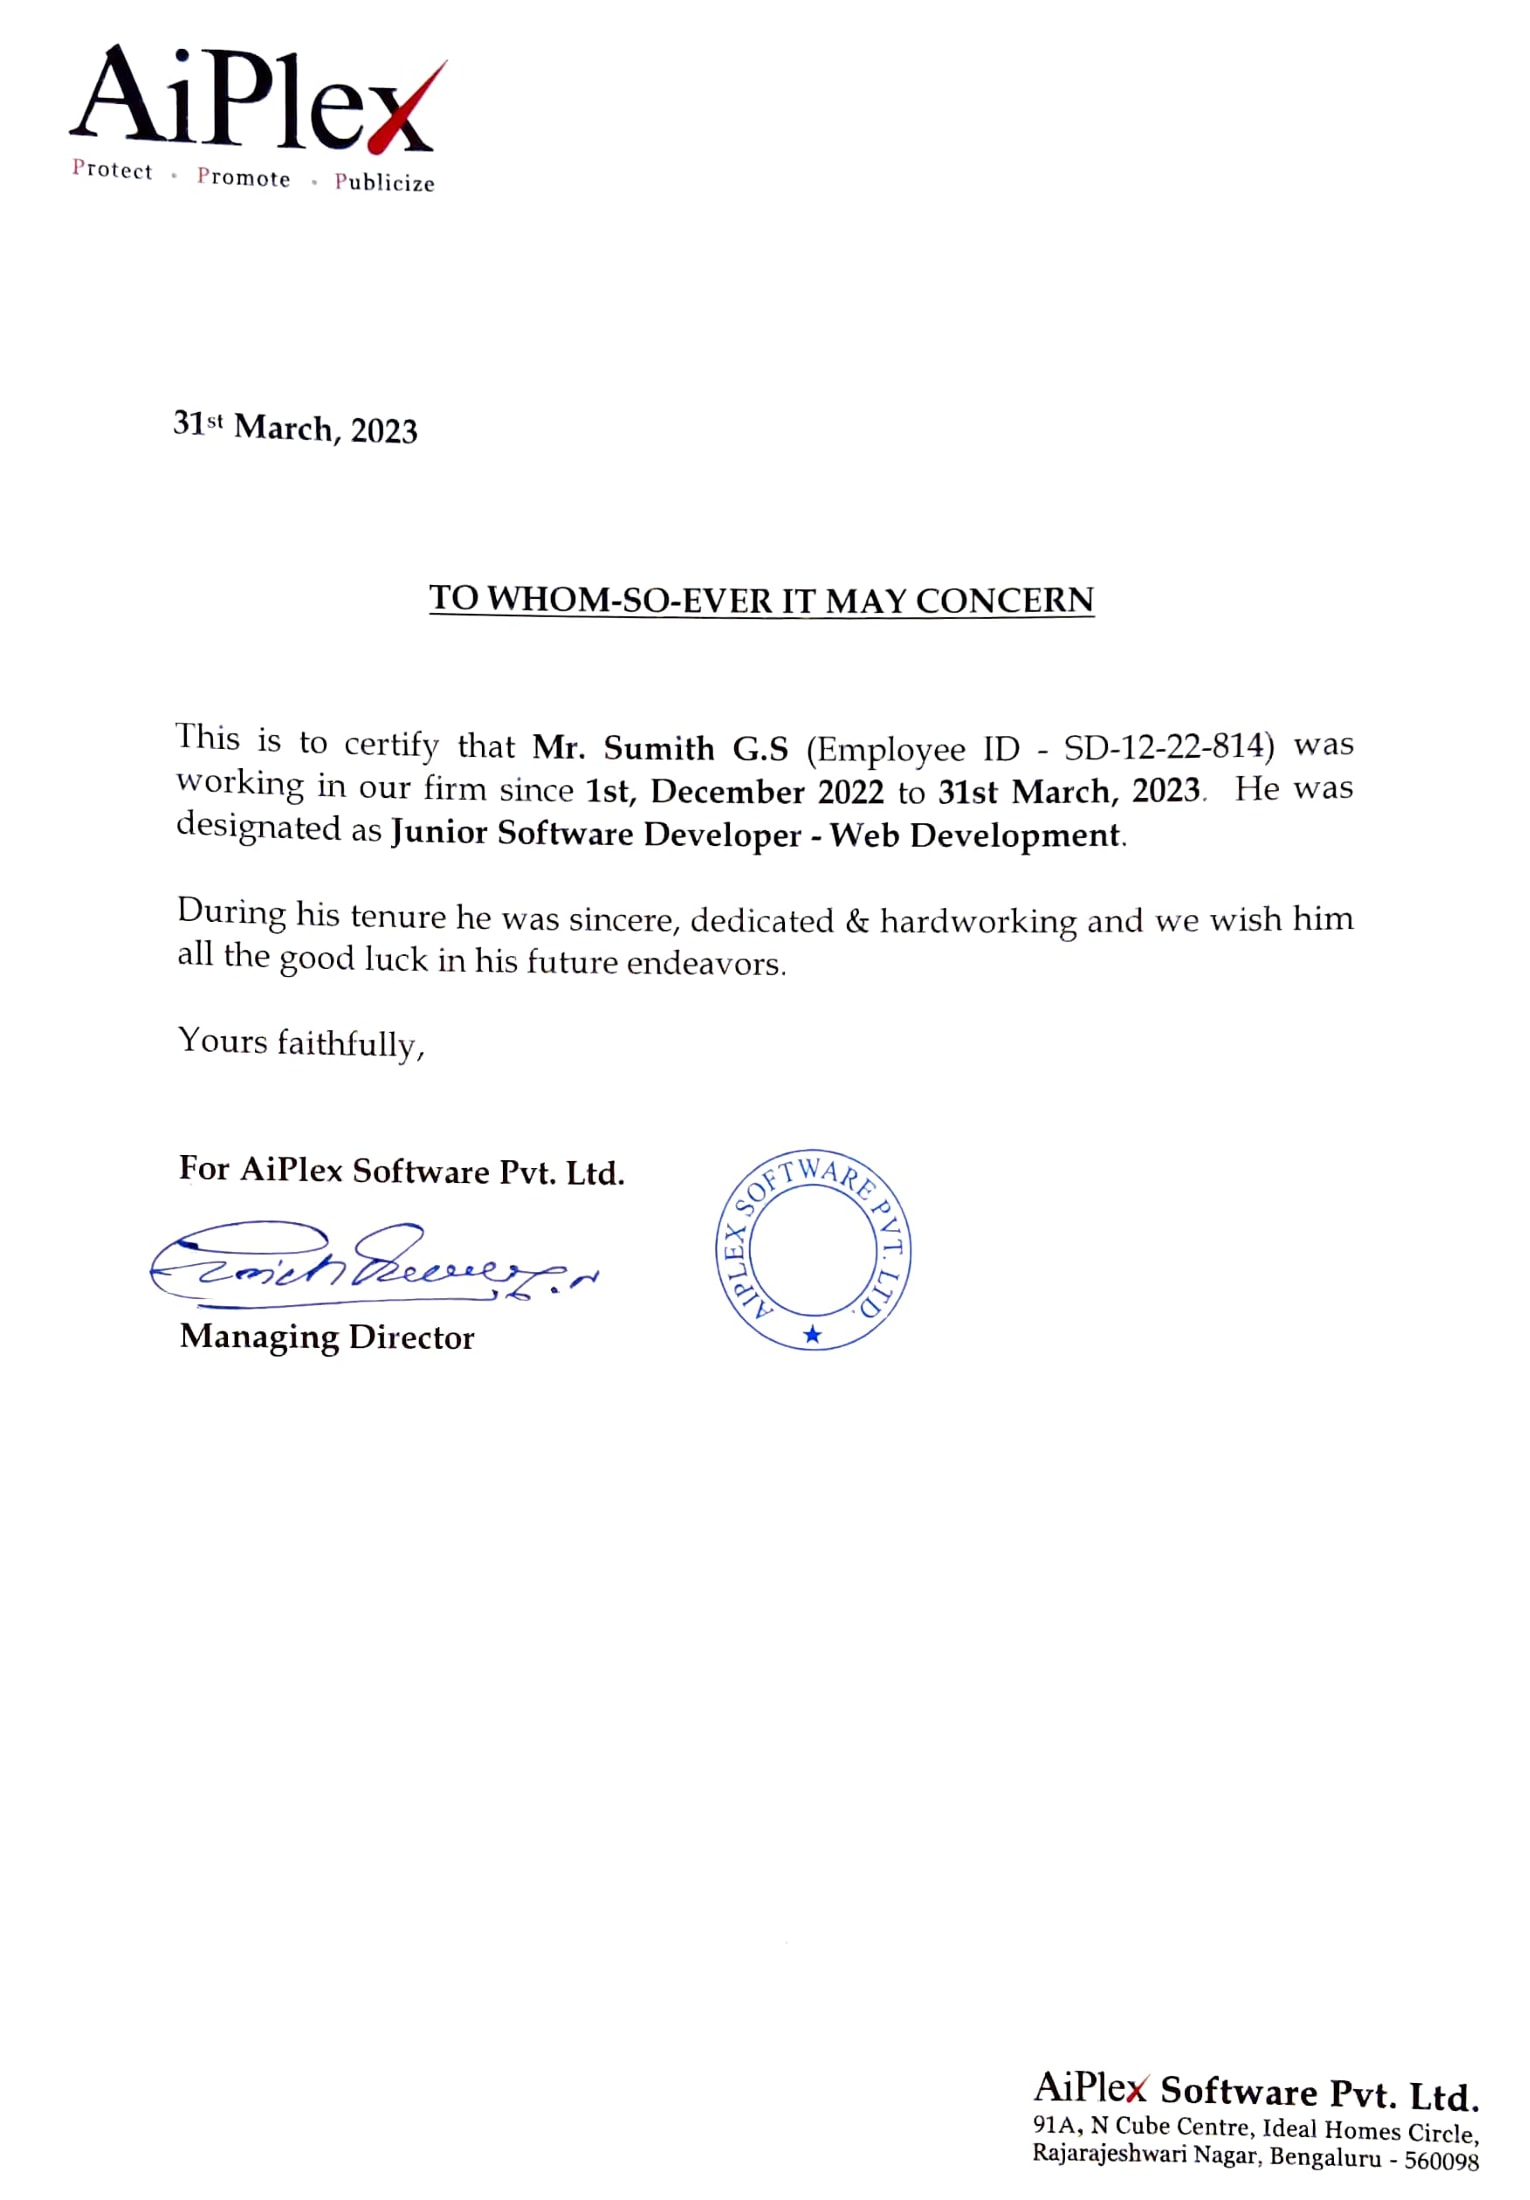 AiPlex
Protect • Promote • Publicize
31st March, 2023
TO WHOM-SO-EVER IT MAY CONCERN
This is to certify that Mr. Sumith G.S (Employee ID - SD-12-22-814) was
working in our firm since 1st, December 2022 to 31st March, 2023. He was
designated as Junior Software Developer - Web Development.
During his tenure he was sincere, dedicated & hardworking and we wish him
all the good luck in his future endeavors.
Yours faithfully,
For AiPlex Software Pvt. Ltd.
AIPLEX SOFTWARE PVT. LTD.
Managing Director
AiPlex Software Pvt. Ltd.
91A, N Cube Centre, Ideal Homes Circle,
Rajarajeshwari Nagar, Bengaluru - 560098